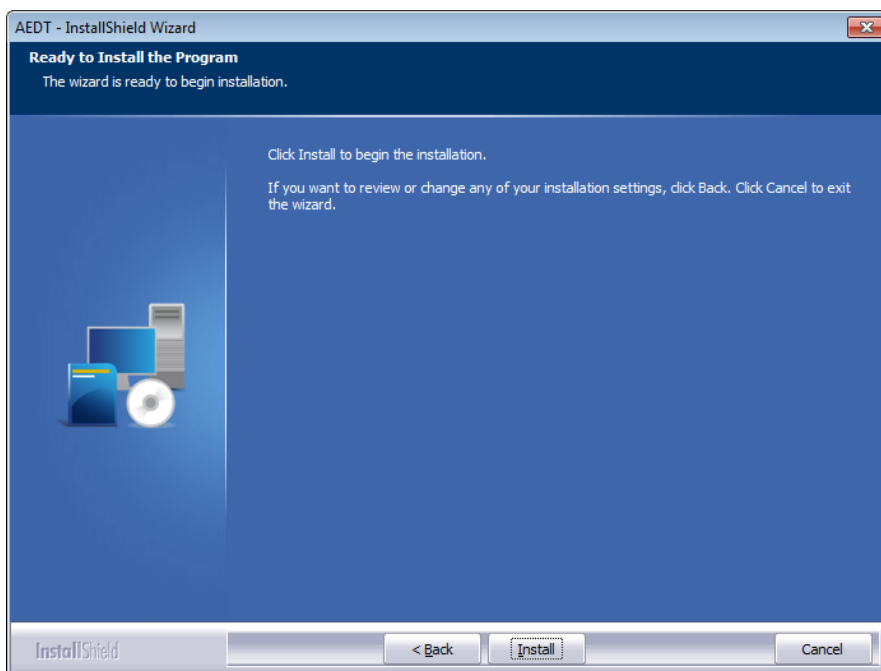 AEDT - InstallShield Wizard
Ready to Install the Program
The wizard is ready to begin installation.
Click Install to begin the installation.
If you want to review or change any of your installation settings, click Back. Click Cancel to exit
the wizard.
InstallShield
< Back
Install
Cancel